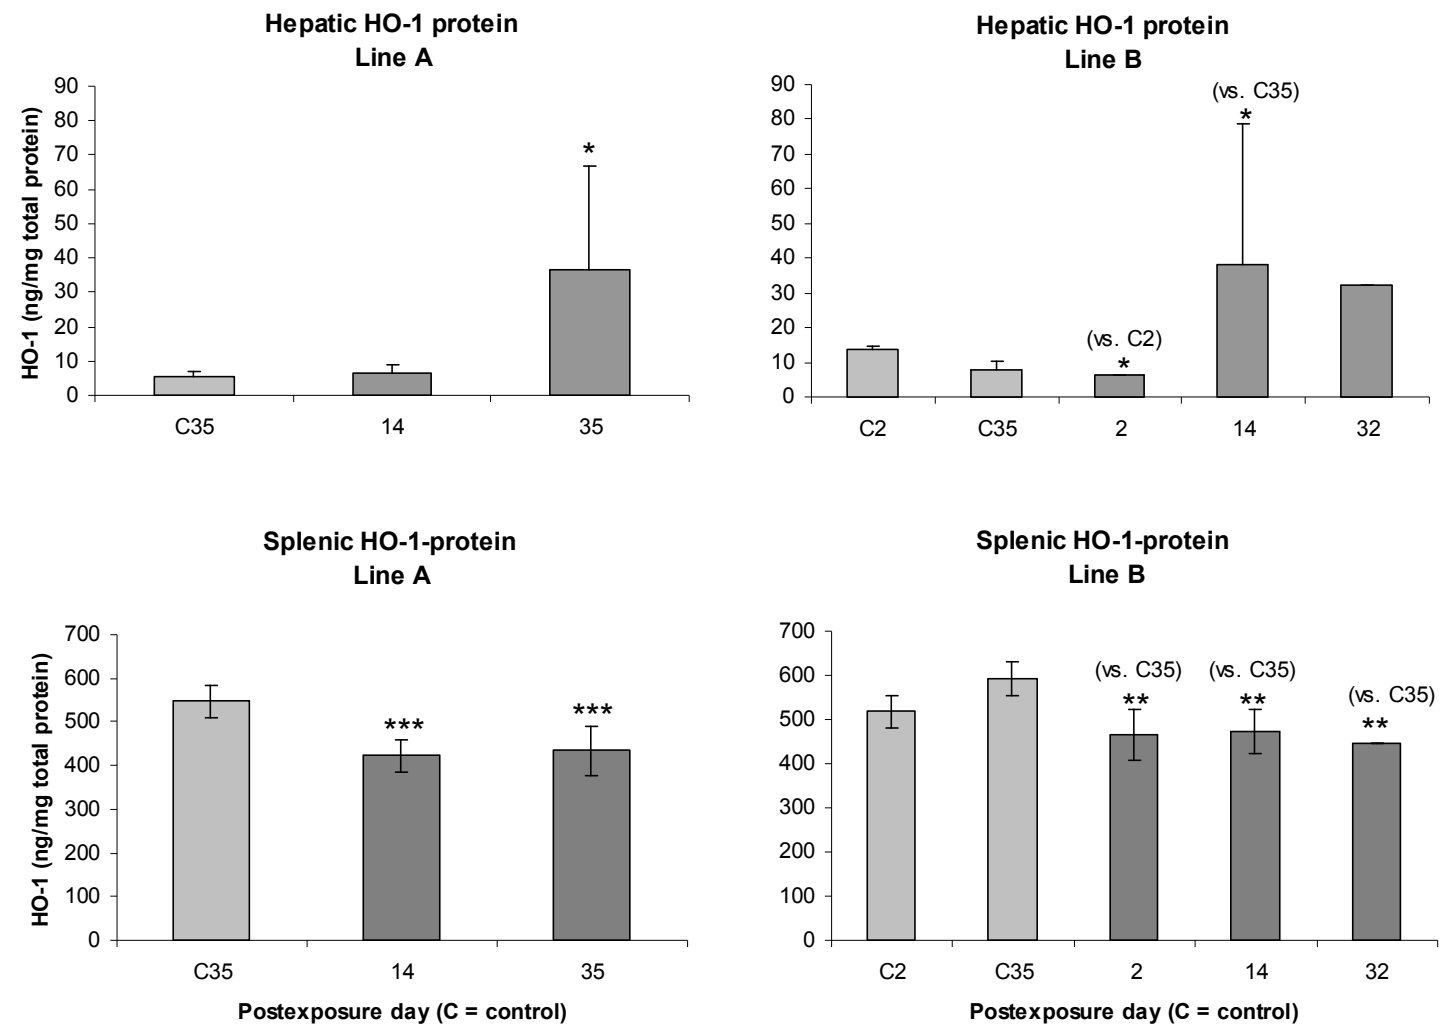 Hepatic HO-1 protein
Line A
HO-1 (ng/mg total protein)
90
80
70
60
50
40
30
20
10
0
*
C35 14 35
Hepatic HO-1 protein
Line B
90
80
70
60
50
40
30
20
10
0
(vs. C35)
*
(vs. C2)
*
C2 C35 2 14 32
Splenic HO-1-protein
Line A
HO-1 (ng/mg total protein)
700
600
500
400
300
200
100
0
*** ***
C35 14 35
Postexposure day (C = control)
Splenic HO-1-protein
Line B
700
600
500
400
300
200
100
0
(vs. C35) (vs. C35) (vs. C35)
** ** **
C2 C35 2 14 32
Postexposure day (C = control)